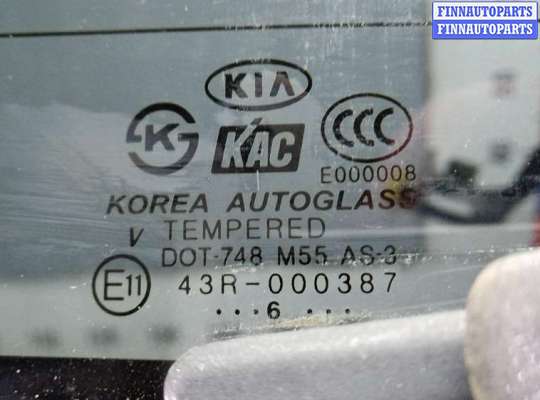 FINNAUTOPARTS
FINNAUTOPARTS
KIA
K KAC CCC
E000008
KOREA AUTOGLASS
V TEMPERED
DOT-748 M55 AS-3
E11 43R-000387
•••6 •••